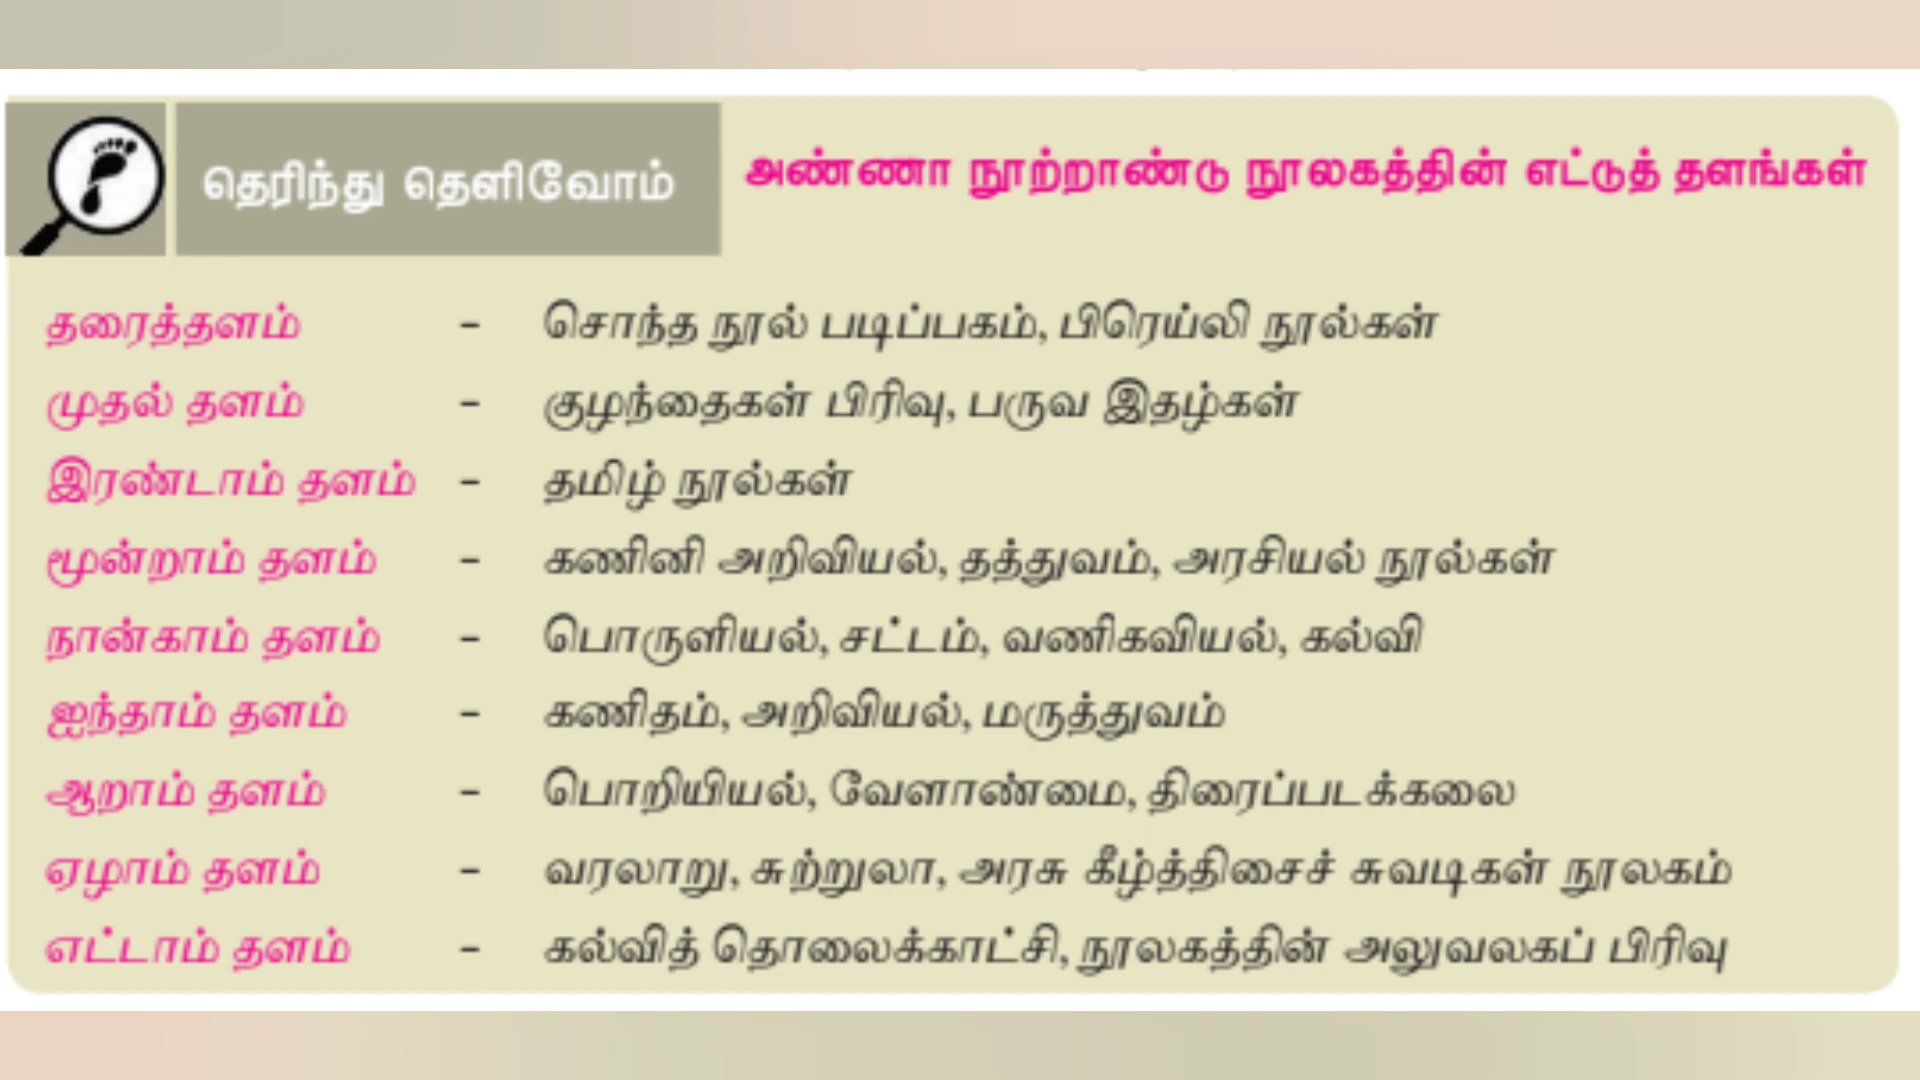 தெரிந்து தெளிவோம்
அண்ணா நூற்றாண்டு நூலகத்தின் எட்டுத் தளங்கள்
தரைத்தளம் - சொந்த நூல் படிப்பகம், பிரெய்லி நூல்கள்
முதல் தளம் - குழந்தைகள் பிரிவு, பருவ இதழ்கள்
இரண்டாம் தளம் - தமிழ் நூல்கள்
மூன்றாம் தளம் - கணினி அறிவியல், தத்துவம், அரசியல் நூல்கள்
நான்காம் தளம் - பொருளியல், சட்டம், வணிகவியல், கல்வி
ஐந்தாம் தளம் - கணிதம், அறிவியல், மருத்துவம்
ஆறாம் தளம் - பொறியியல், வேளாண்மை, திரைப்படக்கலை
ஏழாம் தளம் - வரலாறு, சுற்றுலா, அரசு கீழ்த்திசைச் சுவடிகள் நூலகம்
எட்டாம் தளம் - கல்வித் தொலைக்காட்சி, நூலகத்தின் அலுவலகப் பிரிவு